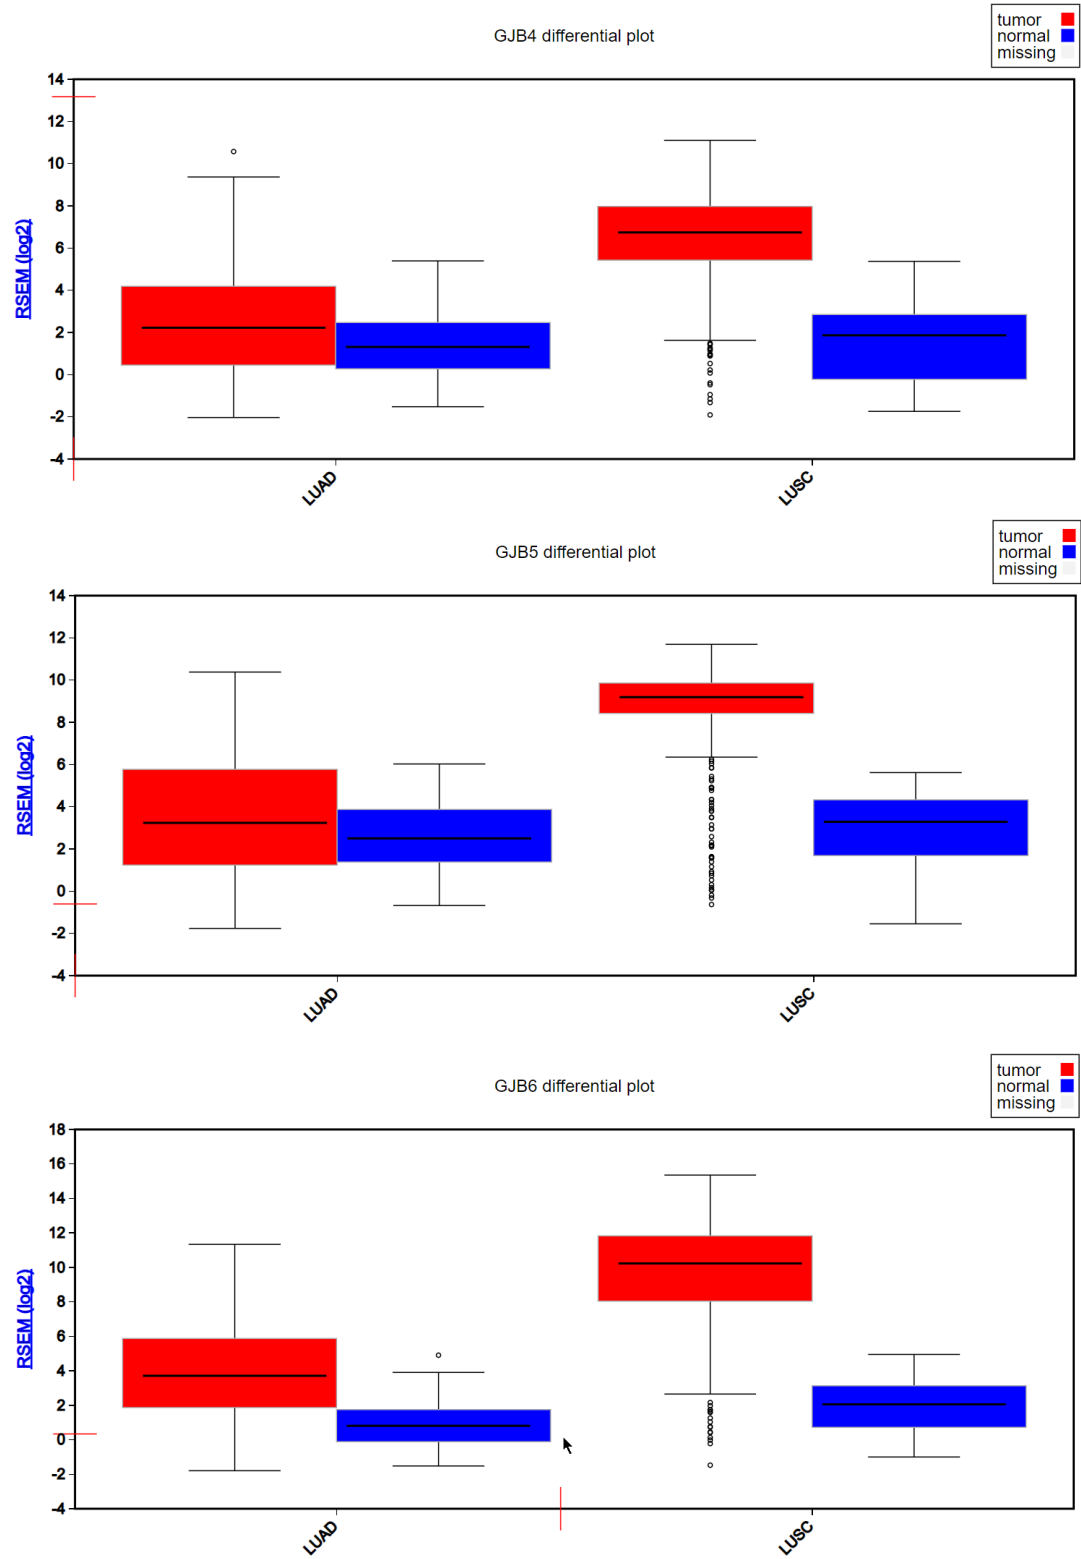 GJB4 differential plot
tumor
normal
missing
14
12
10
8
6
4
2
0
-2
-4
RSEM (log2)
LUAD
LUSC
GJB5 differential plot
tumor
normal
missing
14
12
10
8
6
4
2
0
-2
-4
RSEM (log2)
LUAD
LUSC
GJB6 differential plot
tumor
normal
missing
18
16
14
12
10
8
6
4
2
0
-2
-4
RSEM (log2)
LUAD
LUSC